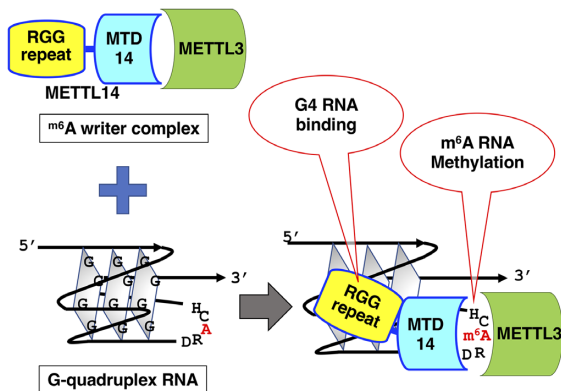 RGG
repeat
MTD
14
METTL3
METTL14
m⁶A writer complex
G4 RNA
binding
m⁶A RNA
Methylation
5′
G
G
G
G
G
G
G
G
G
G
G
G
3′
H
C
A
R
D
G-quadruplex RNA
5′
3′
RGG
repeat
MTD
14
H
C
m⁶A
R
D
METTL3